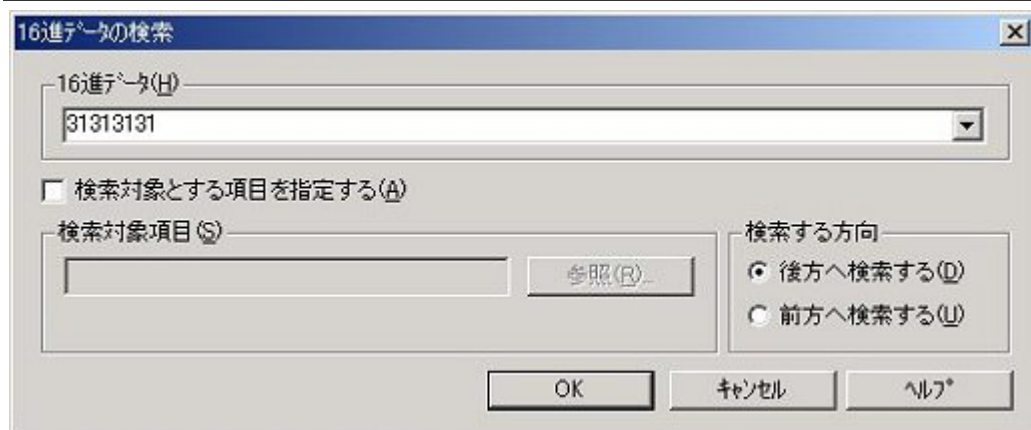 16進ﾃﾞｰﾀの検索
16進ﾃﾞｰﾀ(H)
31313131
検索対象とする項目を指定する(A)
検索対象項目(S)
参照(R)...
検索する方向
後方へ検索する(D)
前方へ検索する(U)
OK
ｷｬﾝｾﾙ
ﾍﾙﾌﾟ